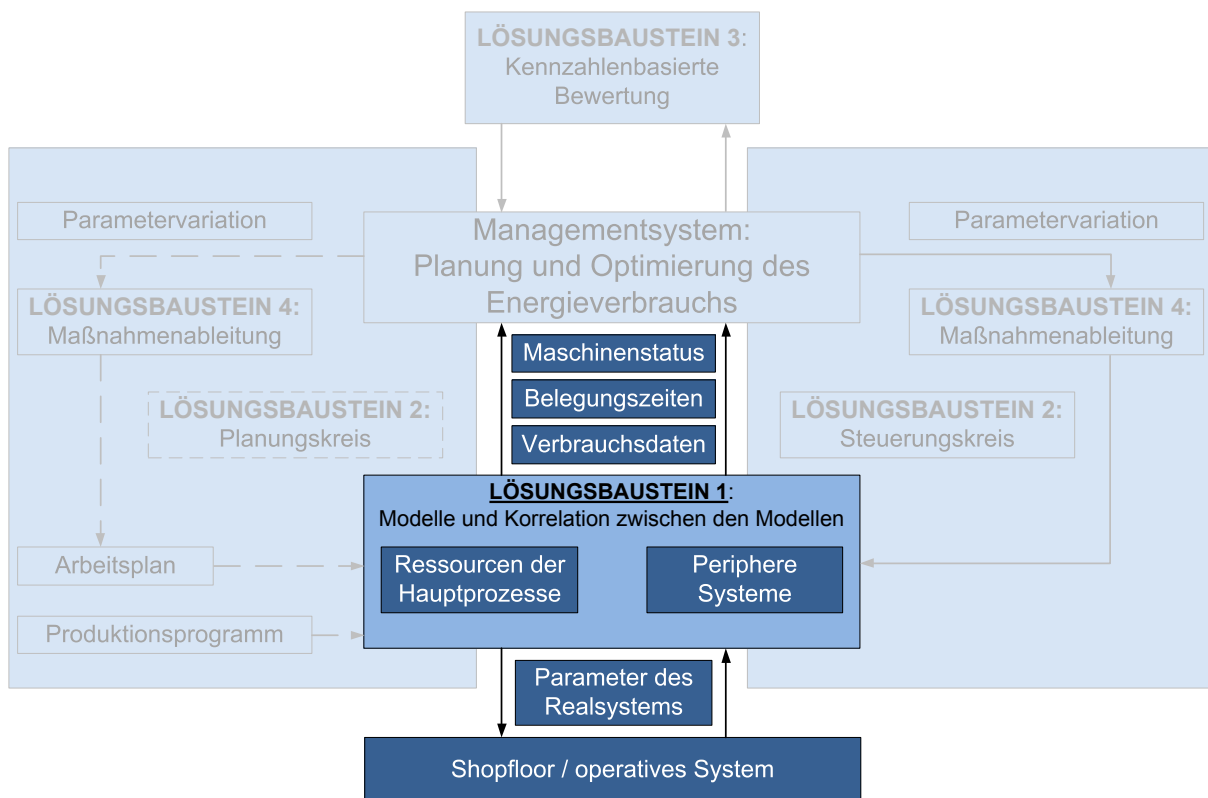 LÖSUNGSBAUSTEIN 3:
Kennzahlenbasierte
Bewertung
Parametervariation
Managementsystem:
Planung und Optimierung des
Energieverbrauchs
Parametervariation
LÖSUNGSBAUSTEIN 4:
Maßnahmenableitung
LÖSUNGSBAUSTEIN 4:
Maßnahmenableitung
Maschinenstatus
Belegungszeiten
Verbrauchsdaten
LÖSUNGSBAUSTEIN 2:
Planungskreis
LÖSUNGSBAUSTEIN 2:
Steuerungskreis
LÖSUNGSBAUSTEIN 1:
Modelle und Korrelation zwischen den Modellen
Ressourcen der
Hauptprozesse
Periphere
Systeme
Arbeitsplan
Produktionsprogramm
Parameter des
Realsystems
Shopfloor / operatives System